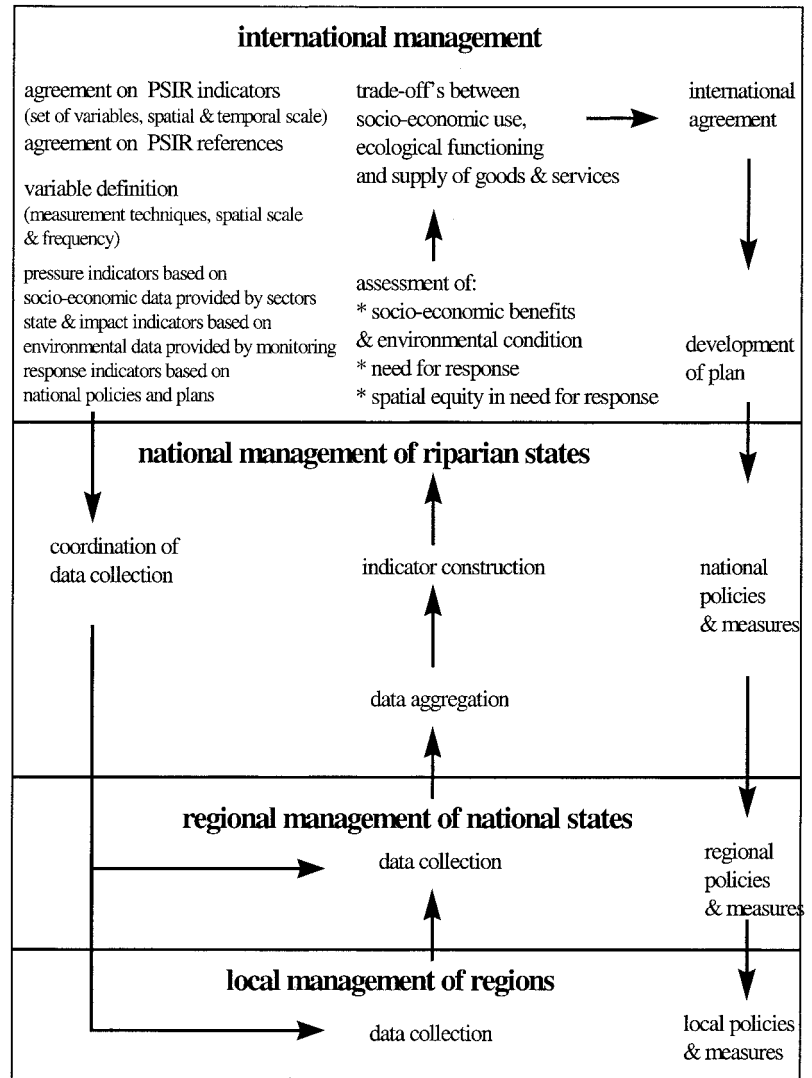 international management
agreement on PSIR indicators
(set of variables, spatial & temporal scale)
agreement on PSIR references
variable definition
(measurement techniques, spatial scale
& frequency)
pressure indicators based on
socio-economic data provided by sectors
state & impact indicators based on
environmental data provided by monitoring
response indicators based on
national policies and plans
trade-off's between
socio-economic use,
ecological functioning
and supply of goods & services
assessment of:
* socio-economic benefits
& environmental condition
* need for response
* spatial equity in need for response
international
agreement
development
of plan
national management of riparian states
coordination of
data collection
indicator construction
data aggregation
national
policies
& measures
regional management of national states
data collection
regional
policies
& measures
local management of regions
data collection
local policies
& measures